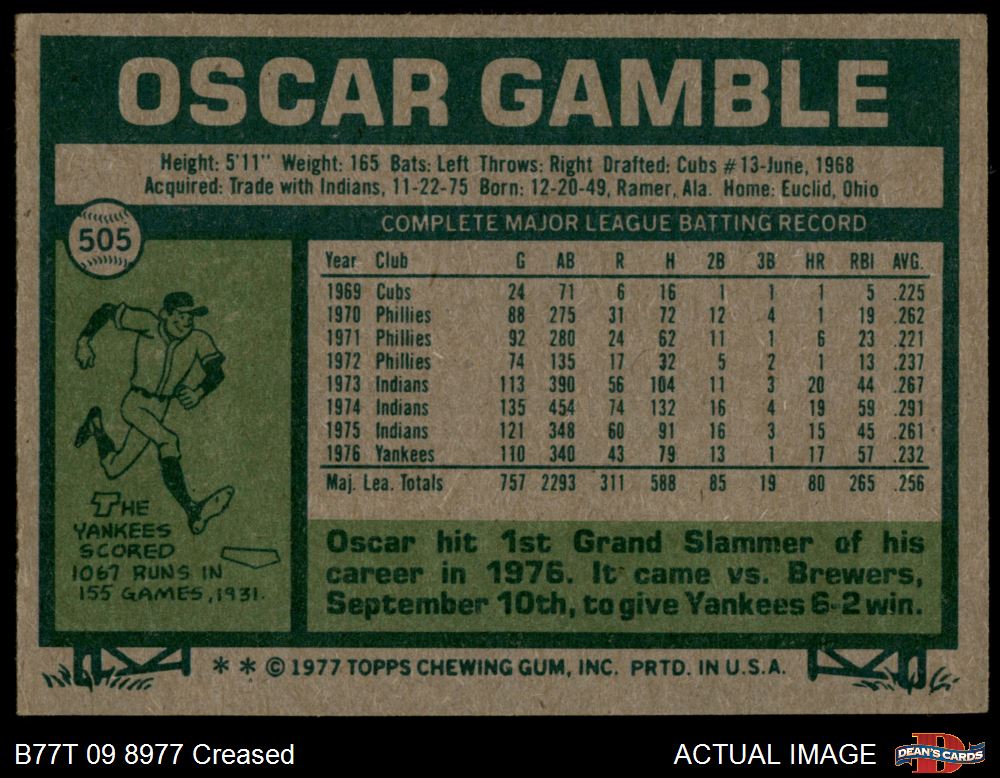 OSCAR GAMBLE
Height: 5'11" Weight: 165 Bats: Left Throws: Right Drafted: Cubs #13-June, 1968
Acquired: Trade with Indians, 11-22-75 Born: 12-20-49, Ramer, Ala. Home: Euclid, Ohio
505
COMPLETE MAJOR LEAGUE BATTING RECORD
Year Club G AB R H 2B 3B HR RBI AVG.
1969 Cubs 24 71 6 16 1 1 1 5 .225
1970 Phillies 88 275 31 72 12 4 1 19 .262
1971 Phillies 92 280 24 62 11 1 6 23 .221
1972 Phillies 74 135 17 32 5 2 1 13 .237
1973 Indians 113 390 56 104 11 3 20 44 .267
1974 Indians 135 454 74 132 16 4 19 59 .291
1975 Indians 121 348 60 91 16 3 15 45 .261
1976 Yankees 110 340 43 79 13 1 17 57 .232
Maj. Lea. Totals 757 2293 311 588 85 19 80 265 .256
THE
YANKEES
SCORED
1067 RUNS IN
155 GAMES, 1931.
Oscar hit 1st Grand Slammer of his
career in 1976. It came vs. Brewers,
September 10th, to give Yankees 6-2 win.
* * © 1977 TOPPS CHEWING GUM, INC. PRTD. IN U.S.A.
B77T 09 8977 Creased
ACTUAL IMAGE
D
DEAN'S CARDS